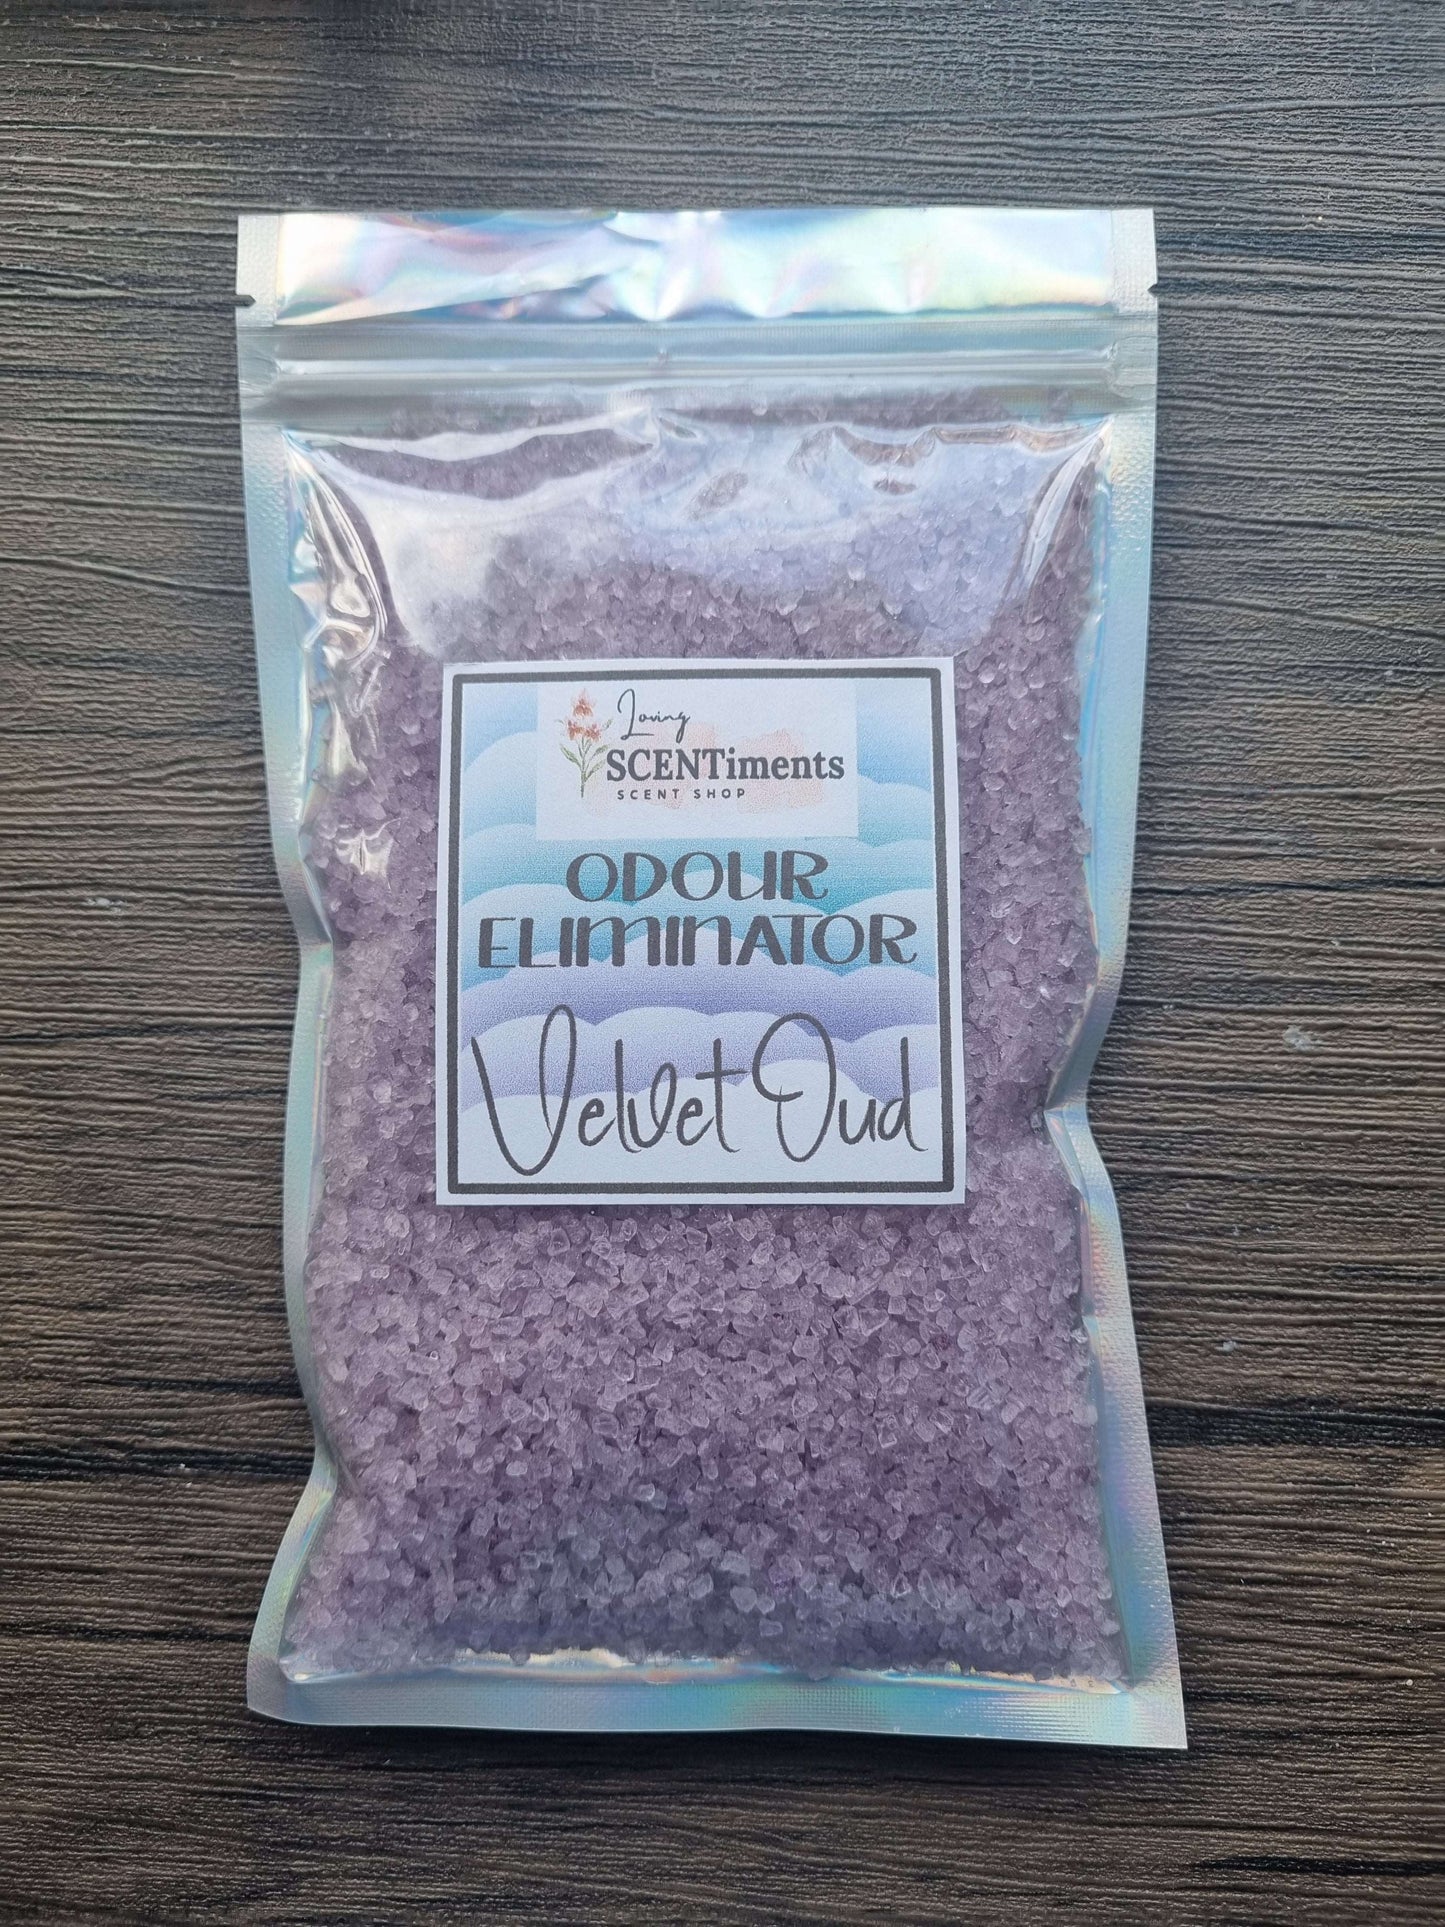 Loving
SCENTiments
SCENT SHOP
ODOUR
ELIMINATOR
Velvet Oud